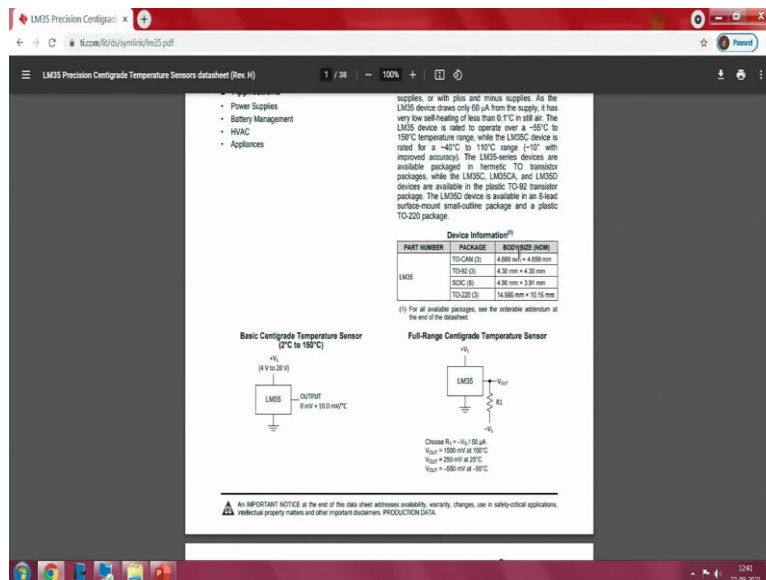 LM35 Precision Centigrad
ti.com/lit/ds/symlink/lm35.pdf
Paused
LM35 Precision Centigrade Temperature Sensors datasheet (Rev. H)
1 / 38
100%
• Power Supplies
• Battery Management
• HVAC
• Appliances
supplies, or with plus and minus supplies. As the
LM35 device draws only 60 µA from the supply, it has
very low self-heating of less than 0.1°C in still air. The
LM35 device is rated to operate over a −55°C to
150°C temperature range, while the LM35C device is
rated for a −40°C to 110°C range (−10° with
improved accuracy). The LM35-series devices are
available packaged in hermetic TO transistor
packages, while the LM35C, LM35CA, and LM35D
devices are available in the plastic TO-92 transistor
package. The LM35D device is available in an 8-lead
surface-mount small-outline package and a plastic
TO-220 package.
Device Information(1)
PART NUMBER PACKAGE BODY SIZE (NOM)
LM35
TO-CAN (3) 4.699 mm × 4.699 mm
TO-92 (3) 4.30 mm × 4.30 mm
SOIC (8) 4.90 mm × 3.91 mm
TO-220 (3) 14.986 mm × 10.16 mm
(1) For all available packages, see the orderable addendum at
the end of the datasheet.
Basic Centigrade Temperature Sensor
(2°C to 150°C)
+VS
(4 V to 20 V)
LM35
OUTPUT
0 mV + 10.0 mV/°C
Full-Range Centigrade Temperature Sensor
+VS
LM35
VOUT
R1
−VS
Choose R1 = −VS / 50 µA
VOUT = 1500 mV at 150°C
VOUT = 250 mV at 25°C
VOUT = −550 mV at −55°C
An IMPORTANT NOTICE at the end of this data sheet addresses availability, warranty, changes, use in safety-critical applications,
intellectual property matters and other important disclaimers. PRODUCTION DATA.
12:41
22-09-2021